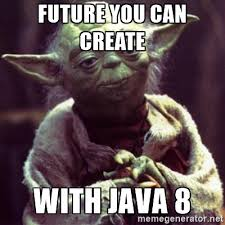 FUTURE YOU CAN
CREATE
WITH JAVA 8
memegenerator.net